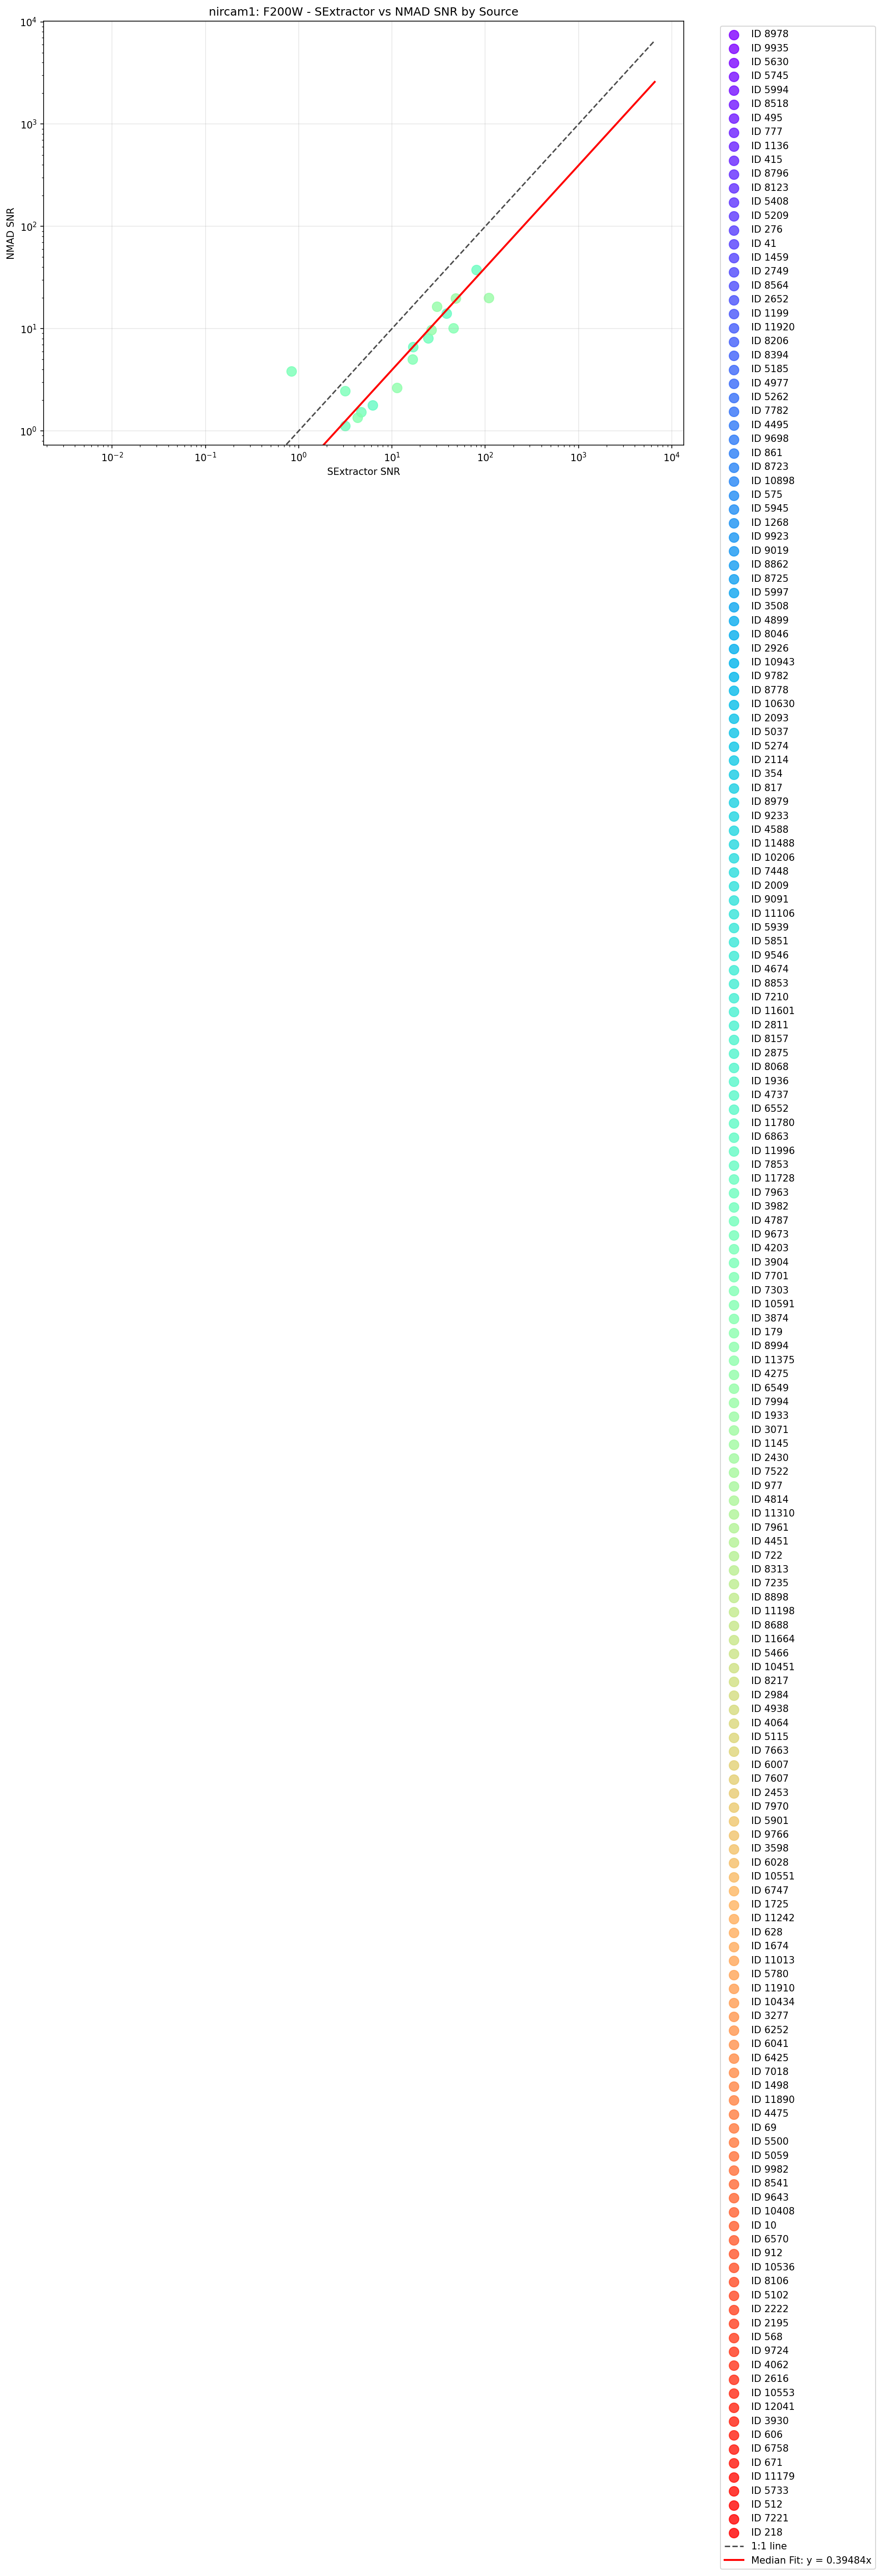 nircam1: F200W - SExtractor vs NMAD SNR by Source
NMAD SNR
10⁴
10³
10²
10¹
10⁰
10⁻²
10⁻¹
10⁰
10¹
10²
10³
10⁴
SExtractor SNR
ID 8978
ID 9935
ID 5630
ID 5745
ID 5994
ID 8518
ID 495
ID 777
ID 1136
ID 415
ID 8796
ID 8123
ID 5408
ID 5209
ID 276
ID 41
ID 1459
ID 2749
ID 8564
ID 2652
ID 1199
ID 11920
ID 8206
ID 8394
ID 5185
ID 4977
ID 5262
ID 7782
ID 4495
ID 9698
ID 861
ID 8723
ID 10898
ID 575
ID 5945
ID 1268
ID 9923
ID 9019
ID 8862
ID 8725
ID 5997
ID 3508
ID 4899
ID 8046
ID 2926
ID 10943
ID 9782
ID 8778
ID 10630
ID 2093
ID 5037
ID 5274
ID 2114
ID 354
ID 817
ID 8979
ID 9233
ID 4588
ID 11488
ID 10206
ID 7448
ID 2009
ID 9091
ID 11106
ID 5939
ID 5851
ID 9546
ID 4674
ID 8853
ID 7210
ID 11601
ID 2811
ID 8157
ID 2875
ID 8068
ID 1936
ID 4737
ID 6552
ID 11780
ID 6863
ID 11996
ID 7853
ID 11728
ID 7963
ID 3982
ID 4787
ID 9673
ID 4203
ID 3904
ID 7701
ID 7303
ID 10591
ID 3874
ID 179
ID 8994
ID 11375
ID 4275
ID 6549
ID 7994
ID 1933
ID 3071
ID 1145
ID 2430
ID 7522
ID 977
ID 4814
ID 11310
ID 7961
ID 4451
ID 722
ID 8313
ID 7235
ID 8898
ID 11198
ID 8688
ID 11664
ID 5466
ID 10451
ID 8217
ID 2984
ID 4938
ID 4064
ID 5115
ID 7663
ID 6007
ID 7607
ID 2453
ID 7970
ID 5901
ID 9766
ID 3598
ID 6028
ID 10551
ID 6747
ID 1725
ID 11242
ID 628
ID 1674
ID 11013
ID 5780
ID 11910
ID 10434
ID 3277
ID 6252
ID 6041
ID 6425
ID 7018
ID 1498
ID 11890
ID 4475
ID 69
ID 5500
ID 5059
ID 9982
ID 8541
ID 9643
ID 10408
ID 10
ID 6570
ID 912
ID 10536
ID 8106
ID 5102
ID 2222
ID 2195
ID 568
ID 9724
ID 4062
ID 2616
ID 10553
ID 12041
ID 3930
ID 606
ID 6758
ID 671
ID 11179
ID 5733
ID 512
ID 7221
ID 218
1:1 line
Median Fit: y = 0.39484x